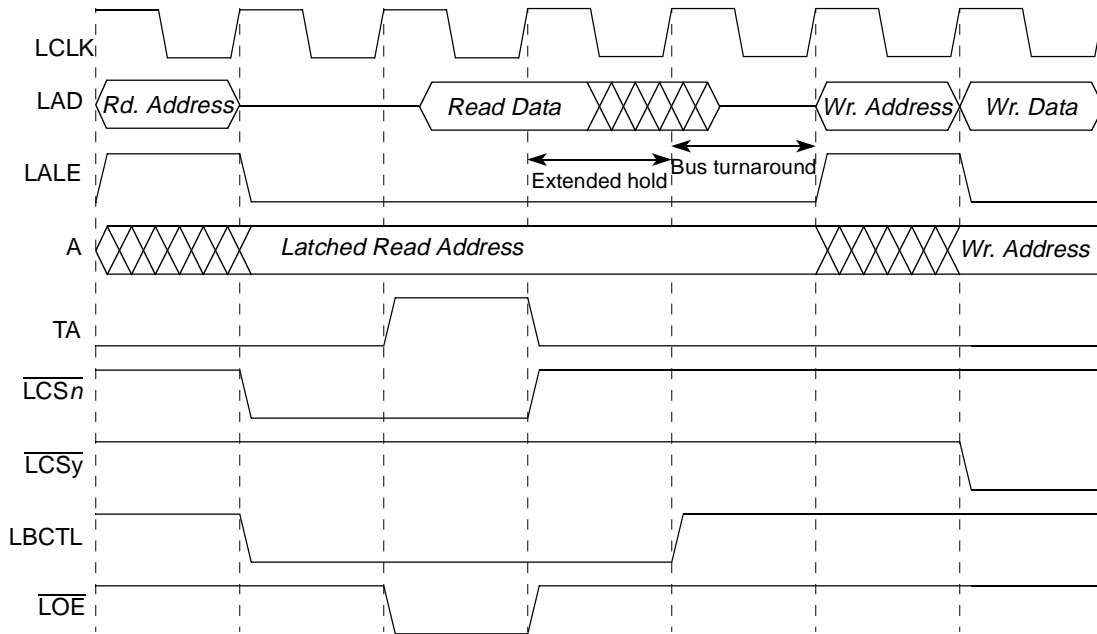 LCLK
LAD
Rd. Address
Read Data
Wr. Address
Wr. Data
LALE
Extended hold
Bus turnaround
A
Latched Read Address
Wr. Address
TA
LCSn
LCSy
LBCTL
LOE